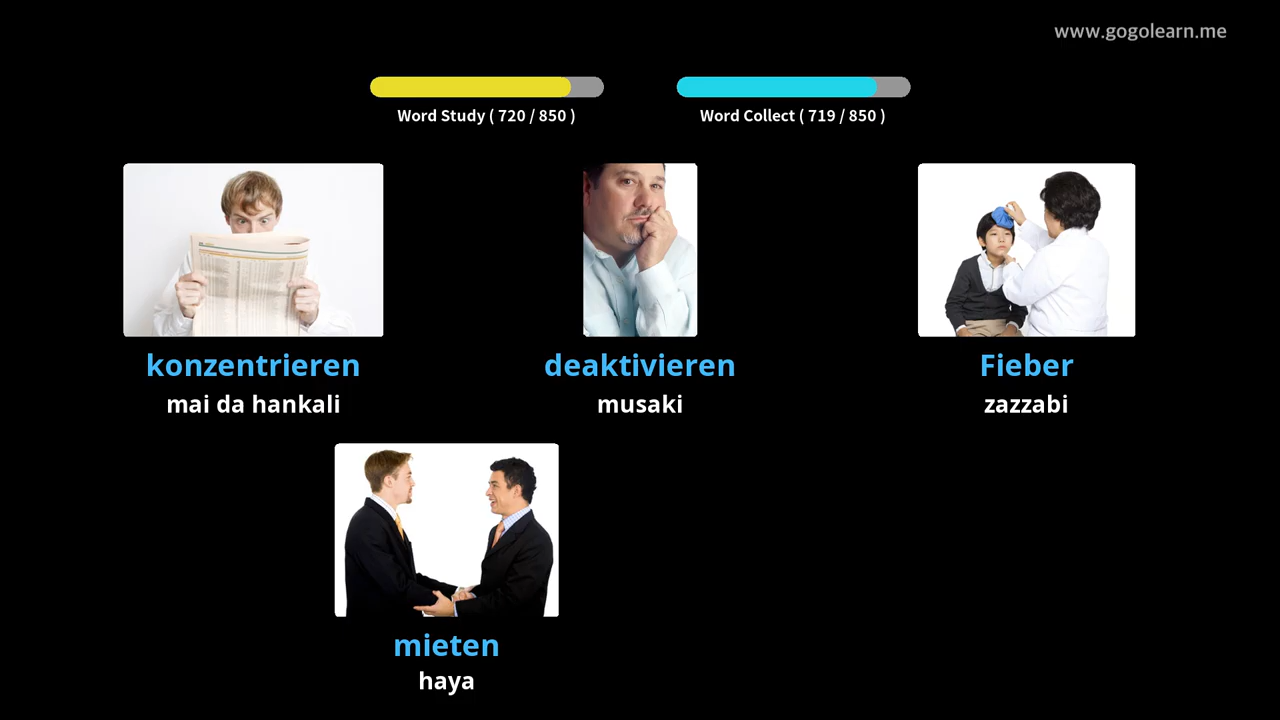 www.gogolearn.me
Word Study ( 720 / 850 )
Word Collect ( 719 / 850 )
konzentrieren
mai da hankali
deaktivieren
musaki
Fieber
zazzabi
mieten
haya